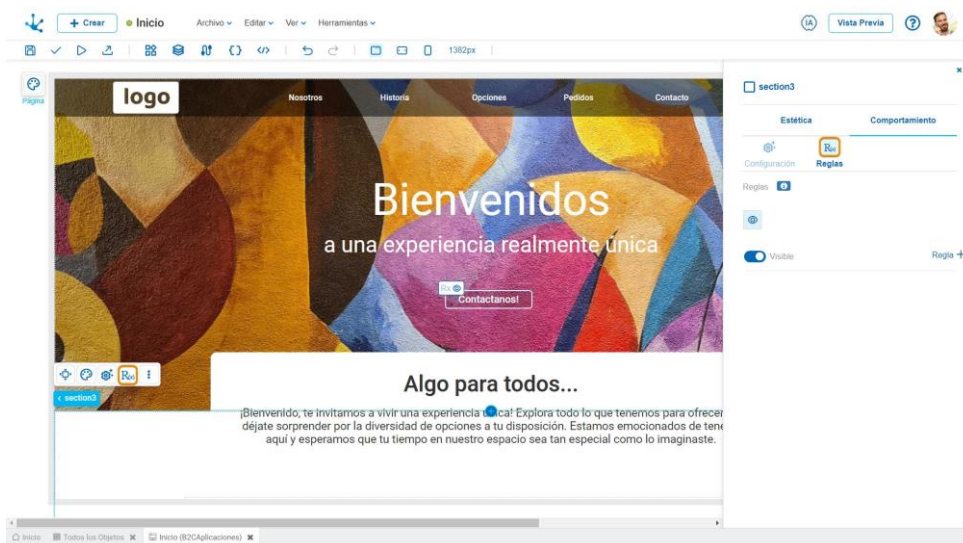 + Crear
Inicio
Archivo
Editar
Ver
Herramientas
IA
Vista Previa
?
1382px
Página
logo
Nosotros
Historia
Opciones
Pedidos
Contacto
Bienvenidos
a una experiencia realmente única
Rx
Contactanos!
R(x)
< section3
Algo para todos...
¡Bienvenido, te invitamos a vivir una experiencia única! Explora todo lo que tenemos para ofrecer
déjate sorprender por la diversidad de opciones a tu disposición. Estamos emocionados de tene
aquí y esperamos que tu tiempo en nuestro espacio sea tan especial como lo imaginaste.
section3
Estética
Comportamiento
Configuración
R(x)
Reglas
Reglas
Visible
Regla +
Inicio
Todos los Objetos
Inicio (B2CAplicaciones)